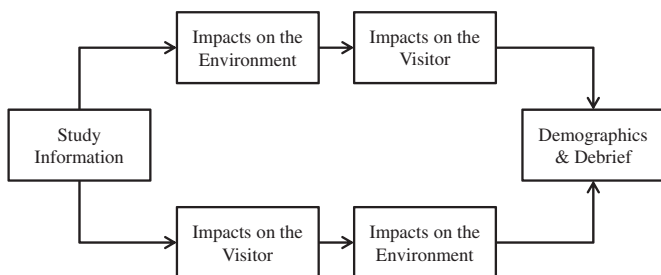 Impacts on the
Environment
Impacts on the
Visitor
Study
Information
Demographics
& Debrief
Impacts on the
Visitor
Impacts on the
Environment